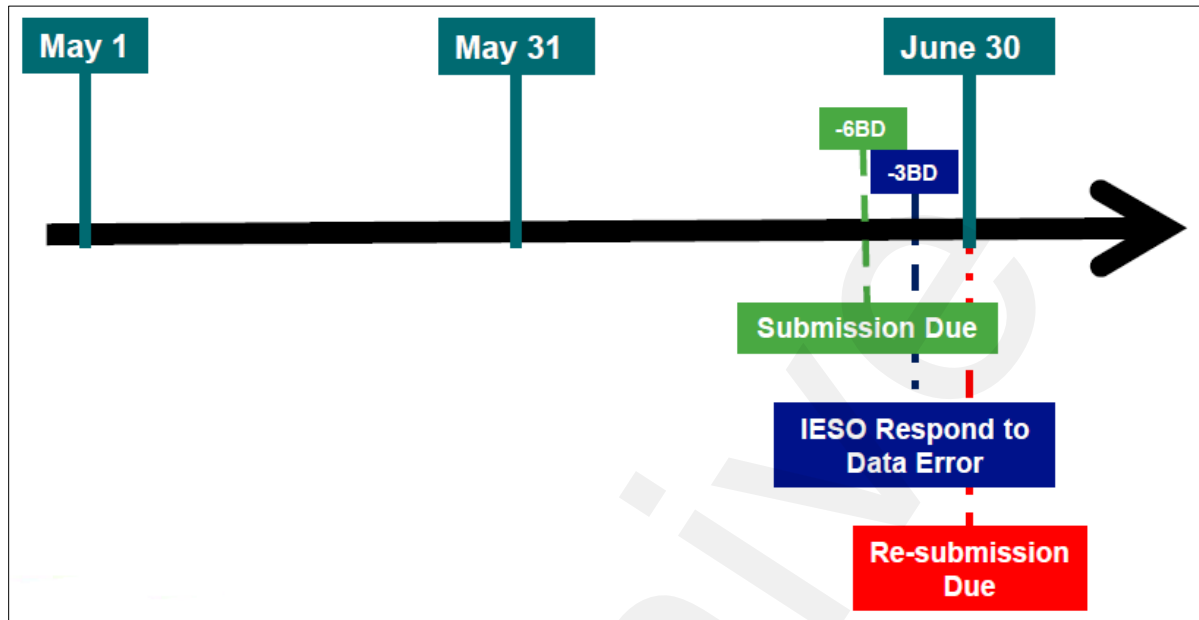 May 1
May 31
June 30
-6BD
-3BD
Submission Due
IESO Respond to
Data Error
Re-submission
Due